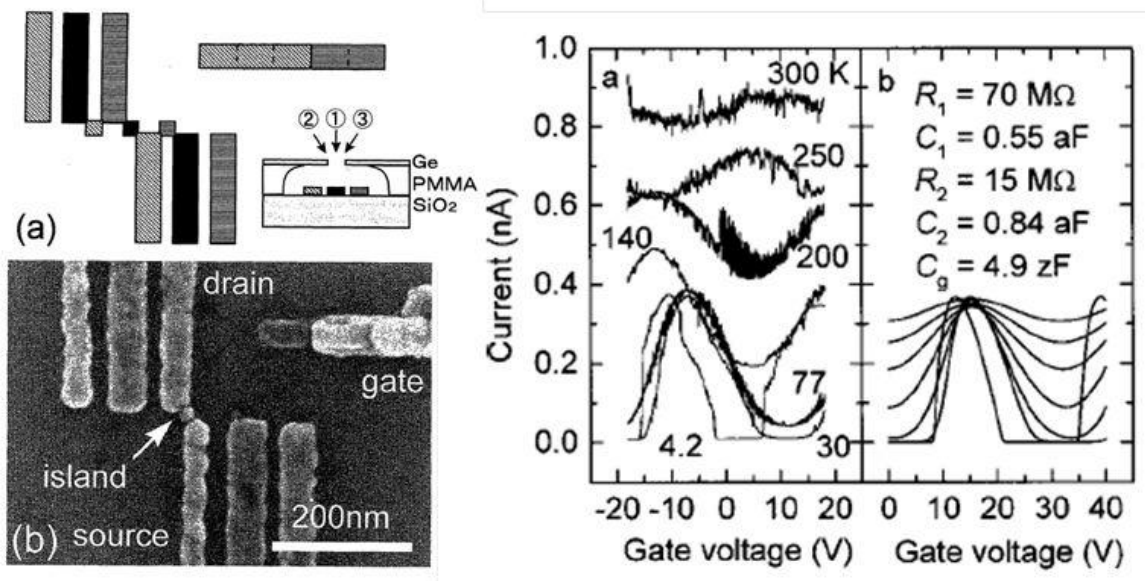 ② ① ③
Ge
PMMA
SiO₂
(a)
drain
gate
island
source
200nm
(b)
Current (nA)
1.0
0.8
0.6
0.4
0.2
0.0
a
300 K
250
200
140
77
4.2
30
-20 -10 0 10 20
Gate voltage (V)
b
R₁ = 70 MΩ
C₁ = 0.55 aF
R₂ = 15 MΩ
C₂ = 0.84 aF
C_g = 4.9 zF
0 10 20 30 40
Gate voltage (V)